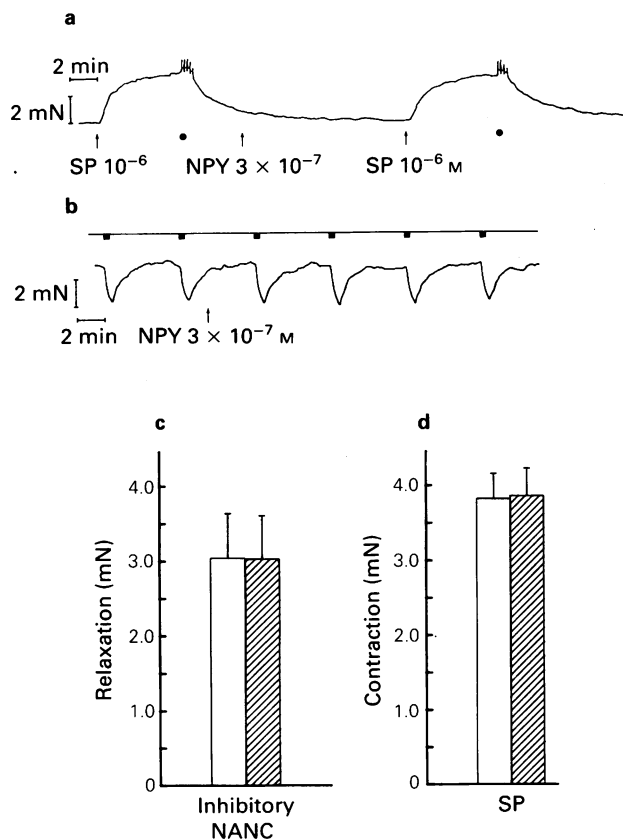 a
2 min
2 mN
SP 10⁻⁶ NPY 3 × 10⁻⁷ SP 10⁻⁶ M
b
2 mN
2 min NPY 3 × 10⁻⁷ M
c
Relaxation (mN)
4.0
3.0
2.0
1.0
0
Inhibitory
NANC
d
Contraction (mN)
4.0
3.0
2.0
1.0
0
SP